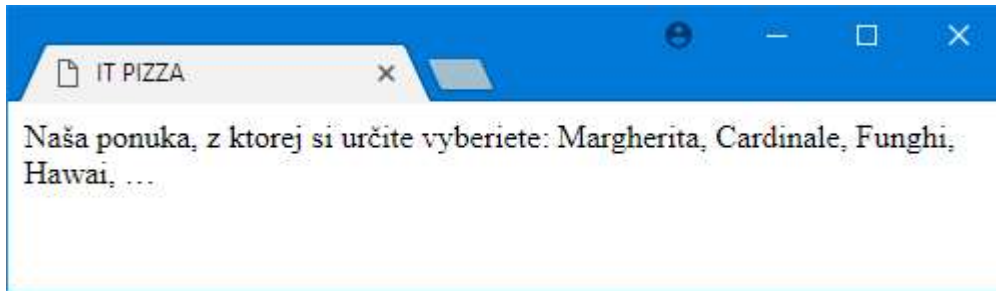 IT PIZZA
Naša ponuka, z ktorej si určite vyberiete: Margherita, Cardinale, Funghi,
Hawai, …